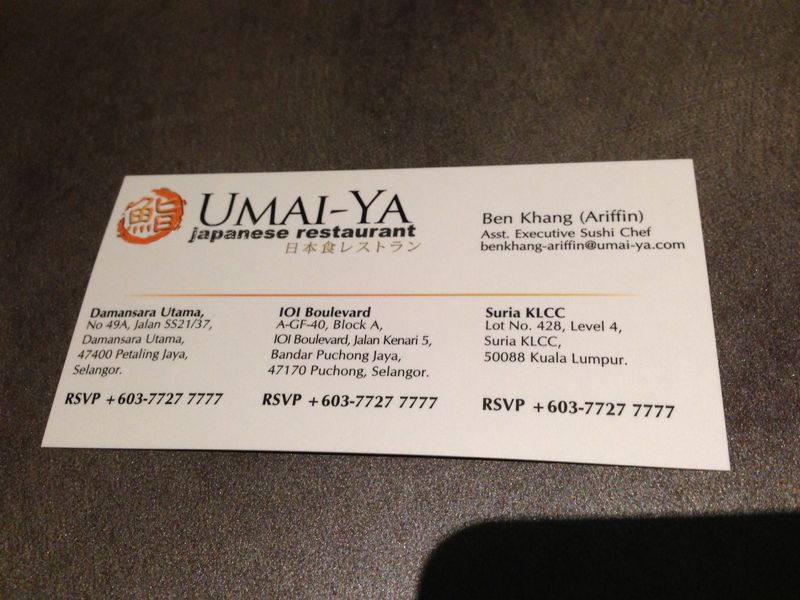 鮨
UMAI-YA
japanese restaurant
日本食レストラン
Ben Khang (Ariffin)
Asst. Executive Sushi Chef
benkhang-ariffin@umai-ya.com
Damansara Utama,
No 49A, Jalan SS21/37,
Damansara Utama,
47400 Petaling Jaya,
Selangor.
RSVP +603-7727 7777
IOI Boulevard
A-GF-40, Block A,
IOI Boulevard, Jalan Kenari 5,
Bandar Puchong Jaya,
47170 Puchong, Selangor.
RSVP +603-7727 7777
Suria KLCC
Lot No. 428, Level 4,
Suria KLCC,
50088 Kuala Lumpur.
RSVP +603-7727 7777